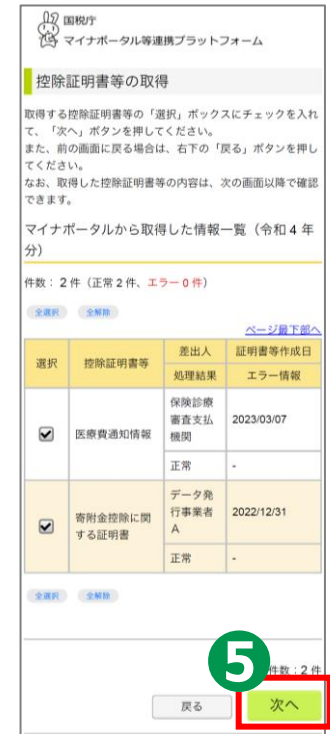 国税庁
マイナポータル等連携プラットフォーム
控除証明書等の取得
取得する控除証明書等の「選択」ボックスにチェックを入れ
て、「次へ」ボタンを押してください。
また、前の画面に戻る場合は、右下の「戻る」ボタンを押し
てください。
なお、取得した控除証明書等の内容は、次の画面以降で確認
できます。
マイナポータルから取得した情報一覧（令和４年
分）
件数： 2 件（正常 2 件、エラー 0 件）
全選択 全解除
ページ最下部へ
選択 控除証明書等 差出人 証明書等作成日
処理結果 エラー情報
医療費通知情報 保険診療
審査支払
機関 2023/03/07
正常 -
寄附金控除に関
する証明書 データ発
行事業者
A 2022/12/31
正常 -
全選択 全解除
5
件数：2 件
戻る 次へ